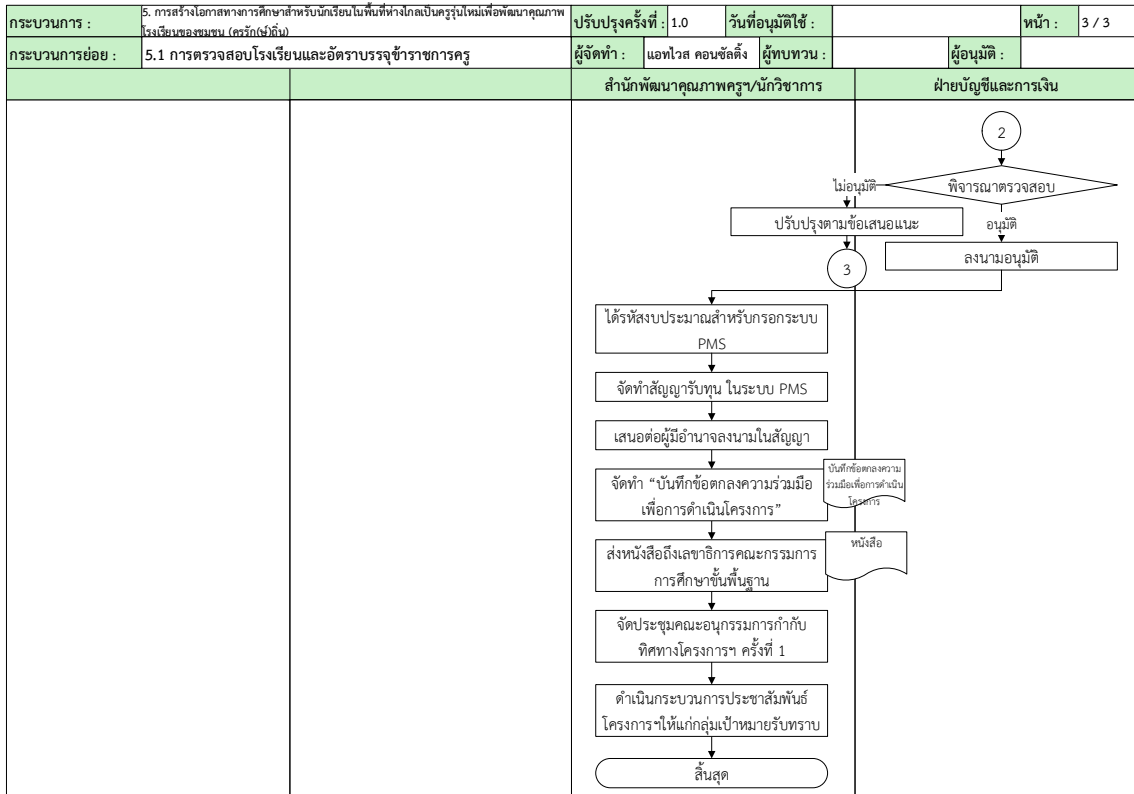 กระบวนการ :
5. การสร้างโอกาสทางการศึกษาสำหรับนักเรียนในพื้นที่ห่างไกลเป็นครูรุ่นใหม่เพื่อพัฒนาคุณภาพ
โรงเรียนของชุมชน (ครูรัก(ษ์)ถิ่น)
ปรับปรุงครั้งที่ : 1.0 วันที่อนุมัติใช้ : หน้า : 3 / 3
กระบวนการย่อย : 5.1 การตรวจสอบโรงเรียนและอัตราบรรจุข้าราชการครู ผู้จัดทำ : แอทไวส คอนซัลติ้ง ผู้ทบทวน : ผู้อนุมัติ :
สำนักพัฒนาคุณภาพครูฯ/นักวิชาการ ฝ่ายบัญชีและการเงิน
2
ไม่อนุมัติ พิจารณาตรวจสอบ
ปรับปรุงตามข้อเสนอแนะ อนุมัติ
3 ลงนามอนุมัติ
ได้รหัสงบประมาณสำหรับกรอกระบบ
PMS
จัดทำสัญญารับทุน ในระบบ PMS
เสนอต่อผู้มีอำนาจลงนามในสัญญา
จัดทำ “บันทึกข้อตกลงความร่วมมือ
เพื่อการดำเนินโครงการ”
บันทึกข้อตกลงความ
ร่วมมือเพื่อการดำเนิน
โครงการ
ส่งหนังสือถึงเลขาธิการคณะกรรมการ
การศึกษาขั้นพื้นฐาน
หนังสือ
จัดประชุมคณะอนุกรรมการกำกับ
ทิศทางโครงการฯ ครั้งที่ 1
ดำเนินกระบวนการประชาสัมพันธ์
โครงการฯให้แก่กลุ่มเป้าหมายรับทราบ
สิ้นสุด